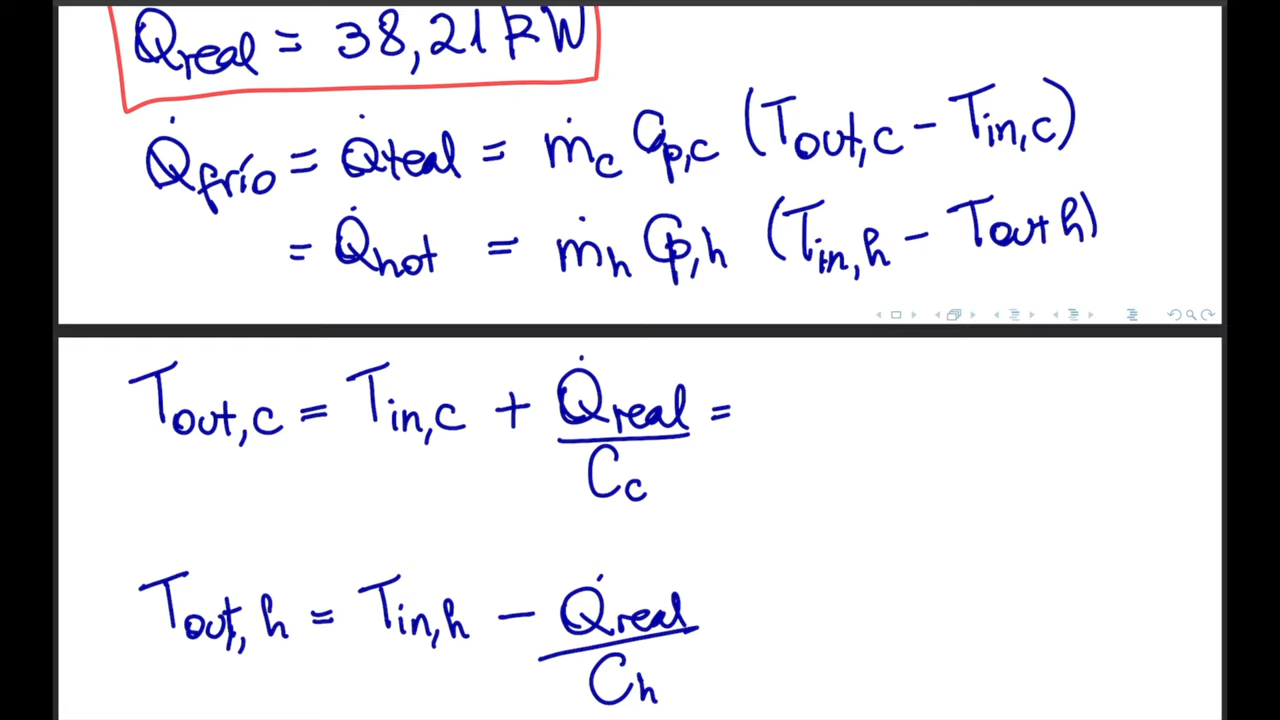 Q̇real = 38,21 kW
Q̇frío = Q̇real = ṁc Cp,c (Tout,c − Tin,c)
= Q̇hot = ṁh Cp,h (Tin,h − Tout h)
Tout,c = Tin,c + Q̇real / Cc =
Tout,h = Tin,h − Q̇real / Ch